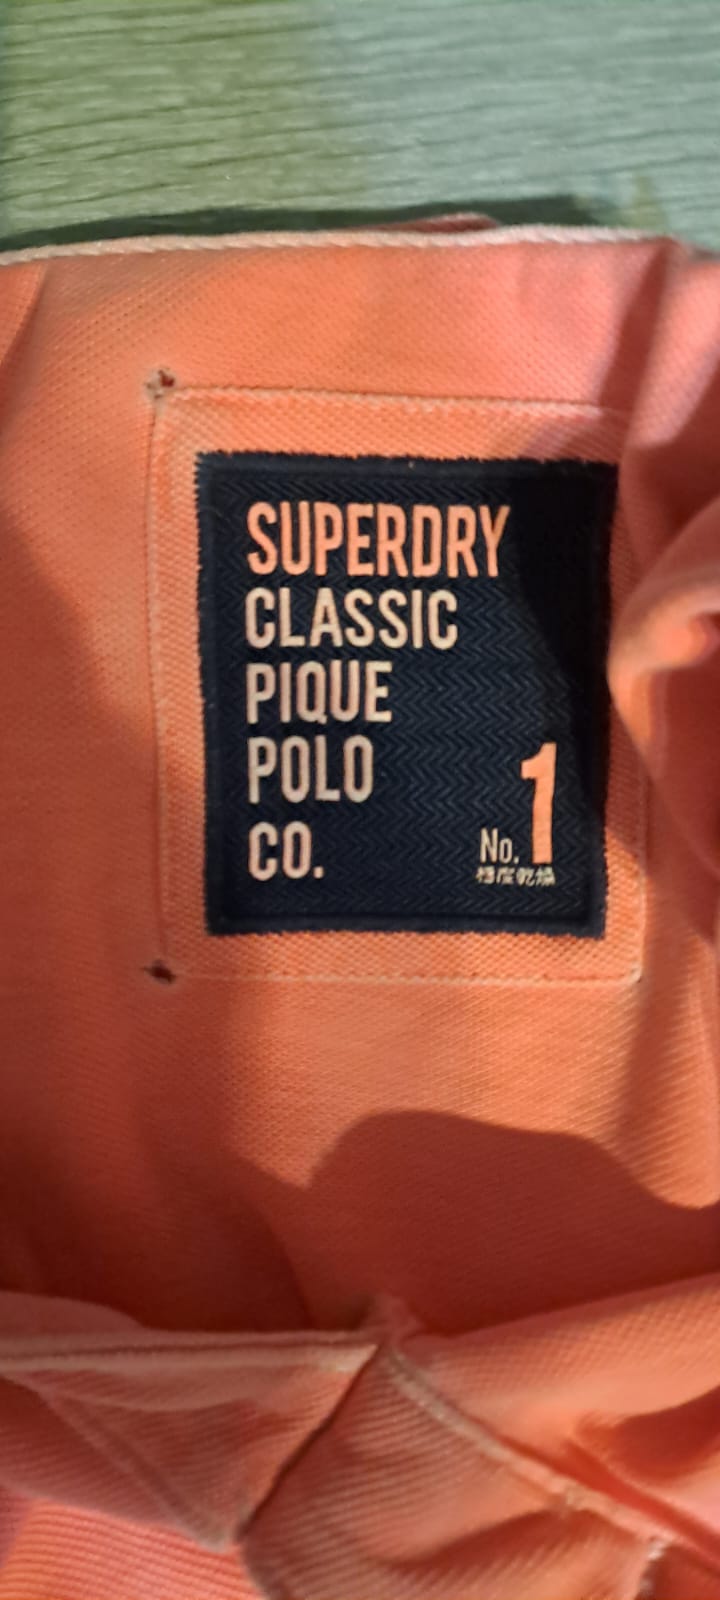 SUPERDRY
CLASSIC
PIQUE
POLO
CO.
No. 1
極度乾燥